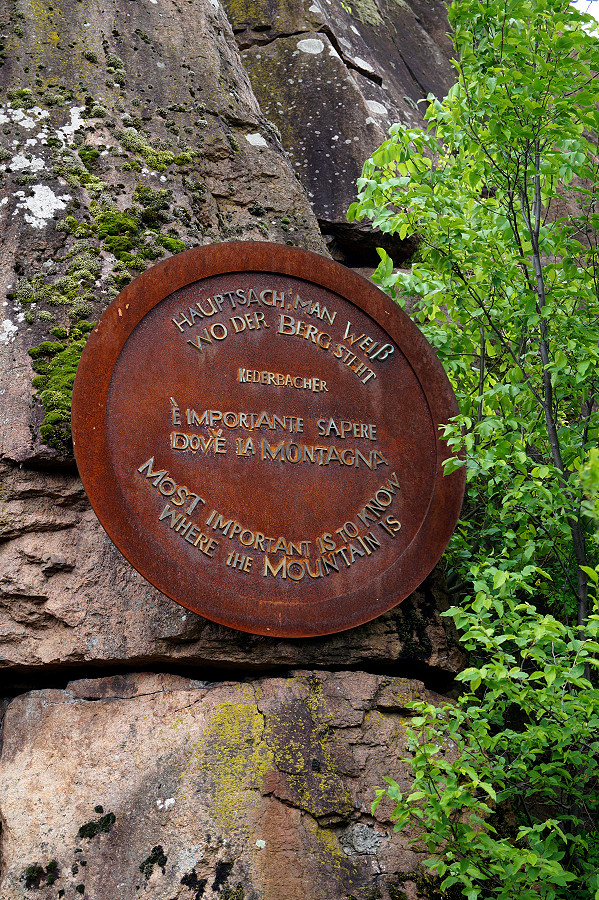 HAUPTSACH! MAN WEIß
WO DER BERG STEHT
KEDERBACHER
È IMPORTANTE SAPERE
DOVÈ LA MONTAGNA
MOST IMPORTANT IS TO KNOW
WHERE THE MOUNTAIN IS